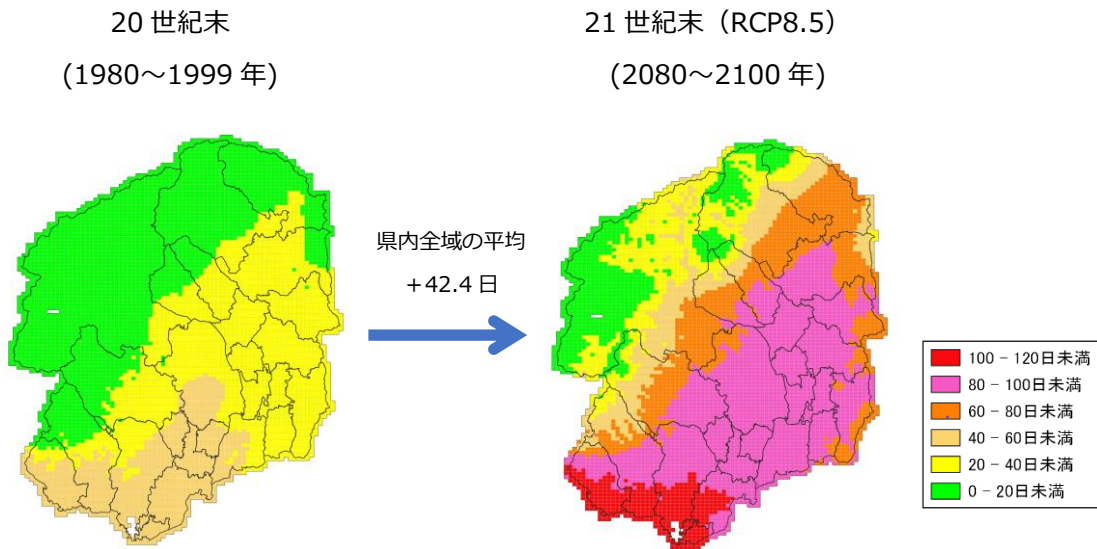 20 世紀末
(1980～1999 年)
21 世紀末（RCP8.5）
(2080～2100 年)
県内全域の平均
＋42.4 日
100 － 120日未満
80 － 100日未満
60 － 80日未満
40 － 60日未満
20 － 40日未満
0 － 20日未満